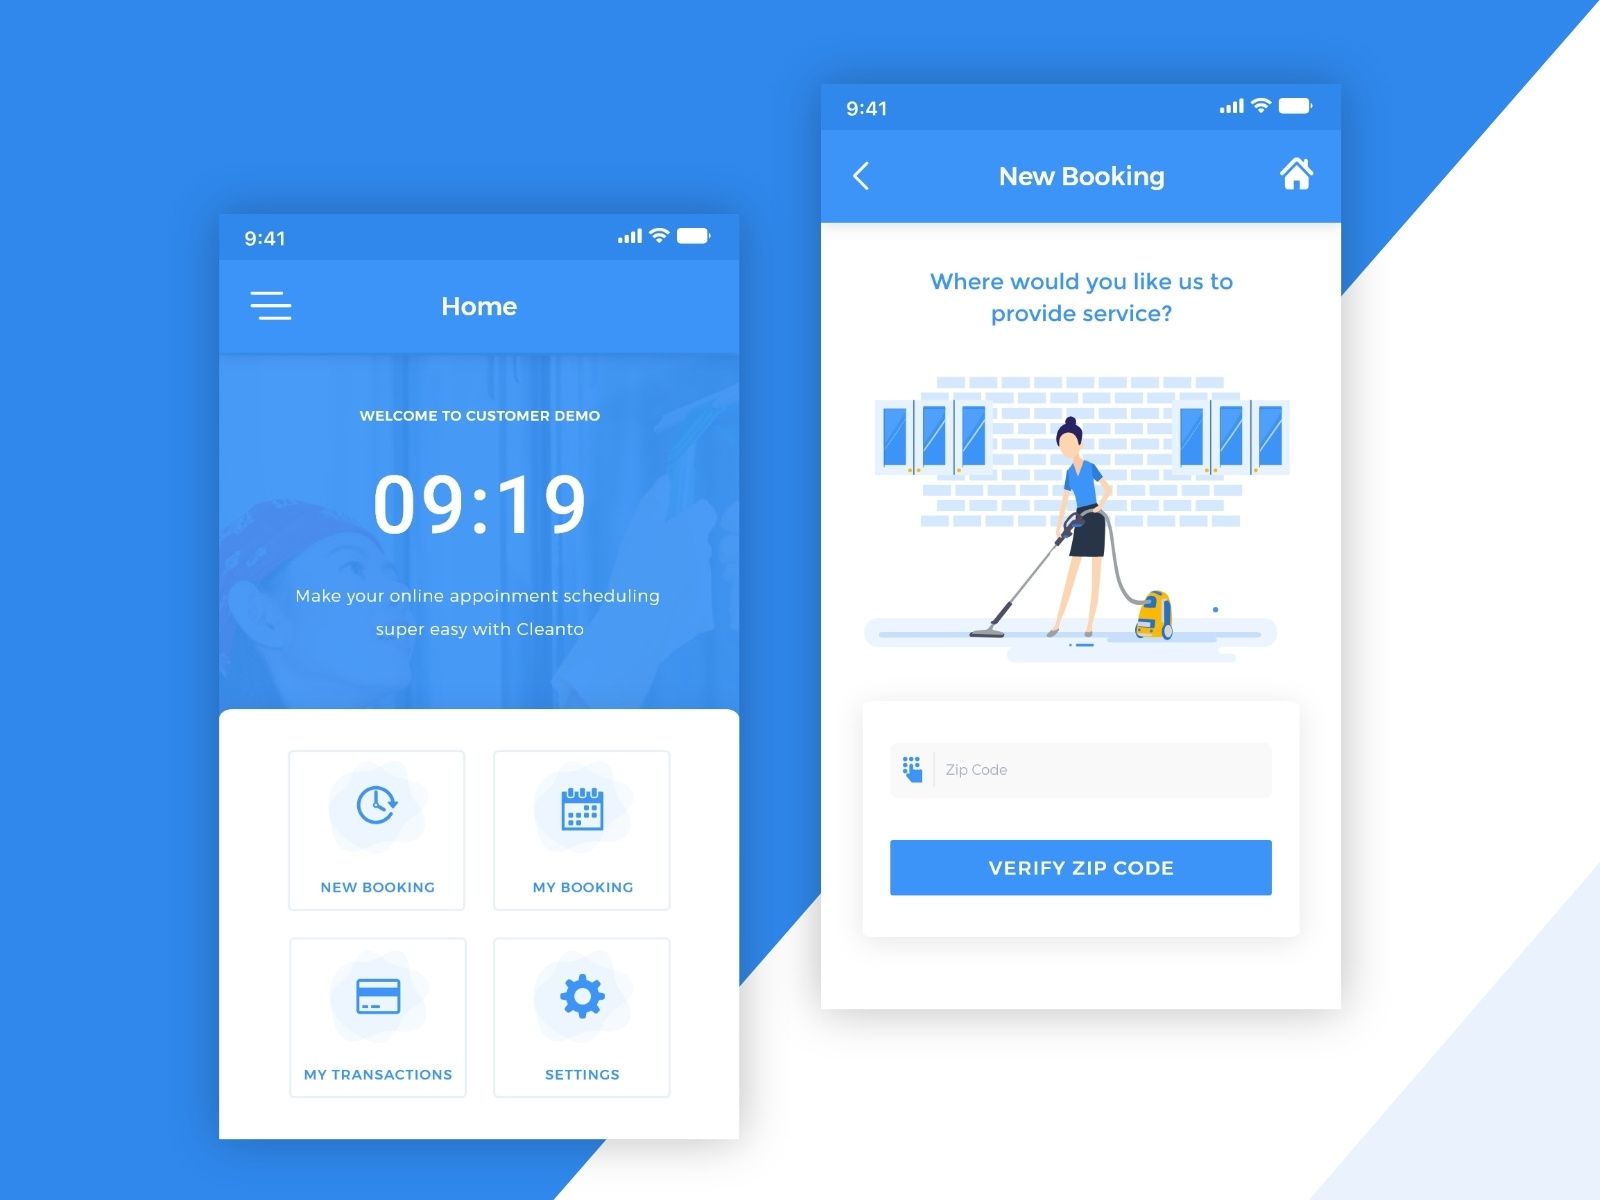 9:41
Home
WELCOME TO CUSTOMER DEMO
09:19
Make your online appoinment scheduling
super easy with Cleanto
NEW BOOKING
MY BOOKING
MY TRANSACTIONS
SETTINGS
9:41
New Booking
Where would you like us to
provide service?
Zip Code
VERIFY ZIP CODE